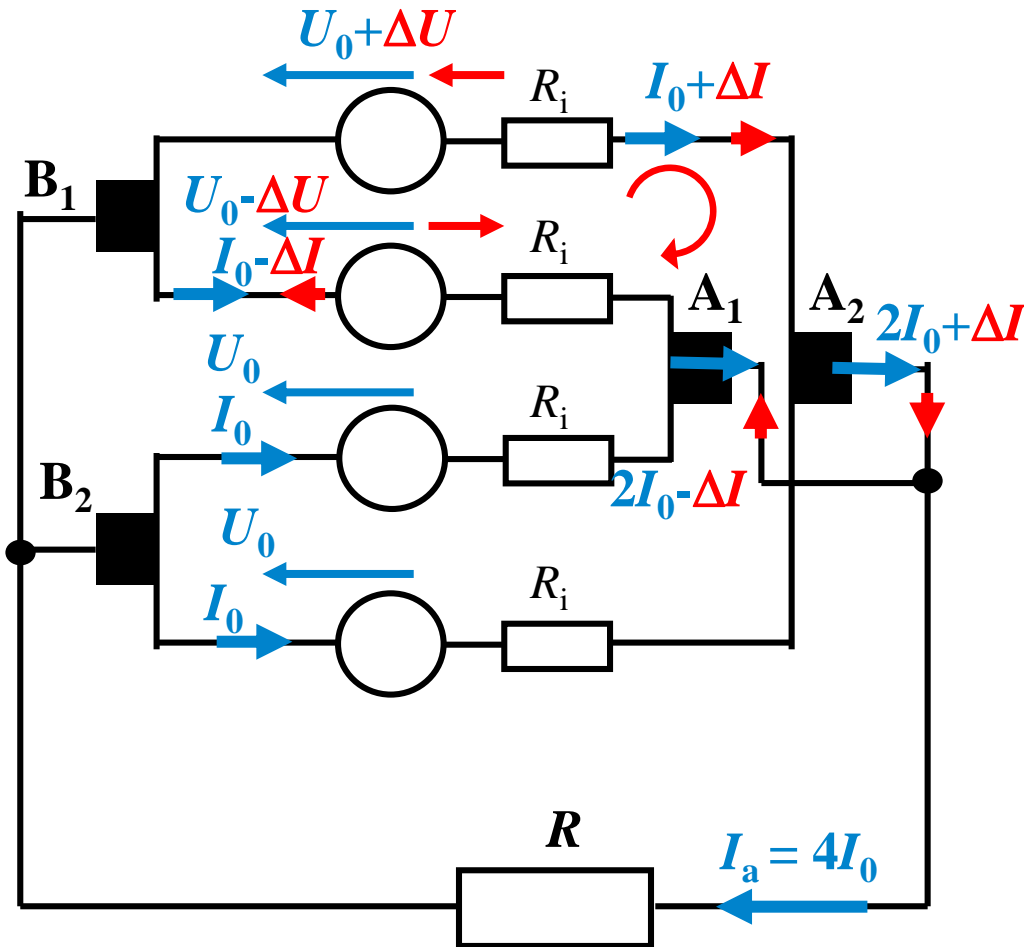 U₀+ΔU
Rᵢ
I₀+ΔI
B₁
U₀-ΔU
I₀-ΔI
Rᵢ
A₁
A₂
2I₀+ΔI
U₀
I₀
Rᵢ
2I₀-ΔI
B₂
U₀
I₀
Rᵢ
R
Iₐ = 4I₀